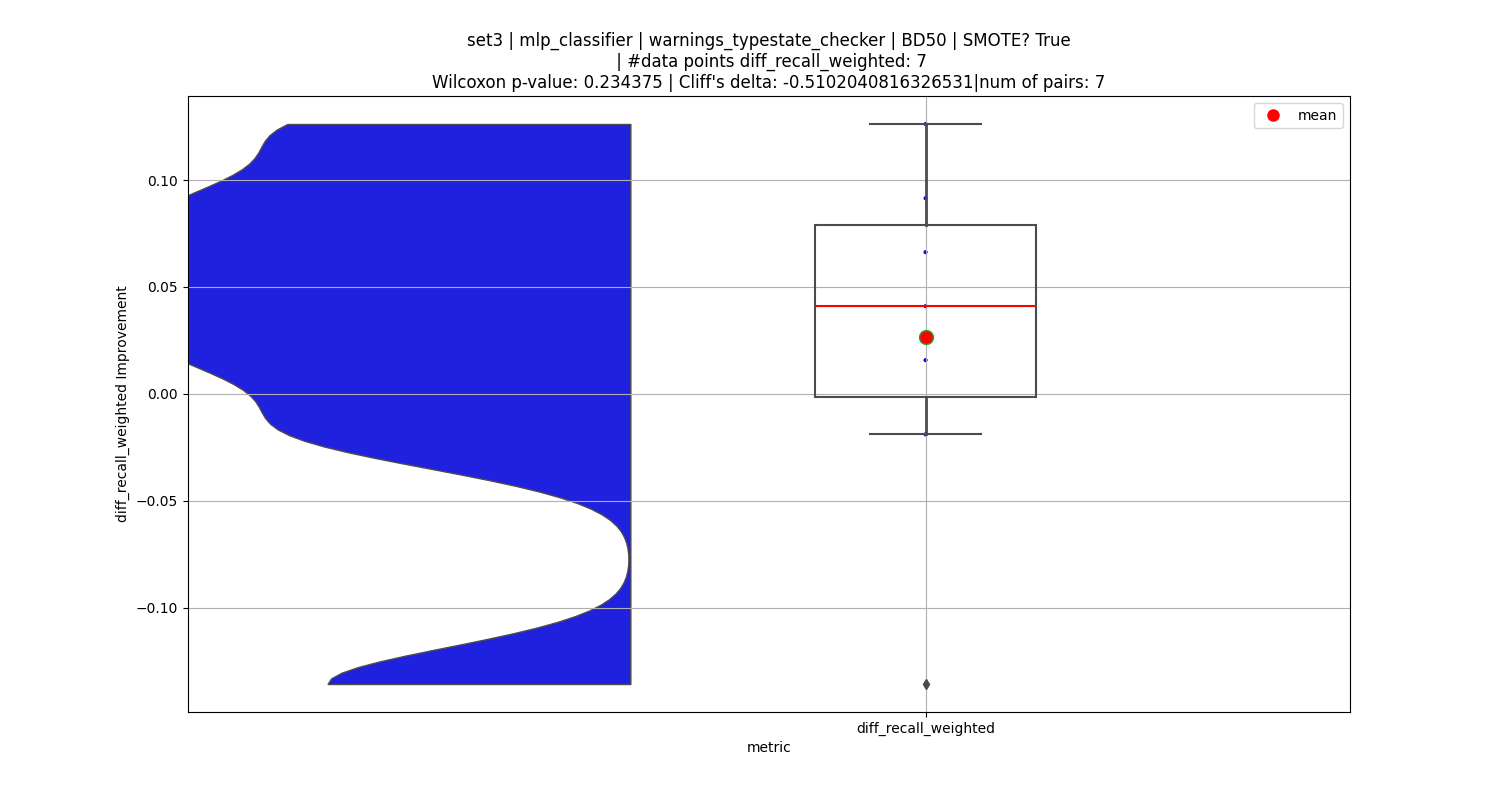 set3 | mlp_classifier | warnings_typestate_checker | BD50 | SMOTE? True
| #data points diff_recall_weighted: 7
Wilcoxon p-value: 0.234375 | Cliff's delta: -0.5102040816326531|num of pairs: 7
mean
0.10
0.05
0.00
−0.05
−0.10
diff_recall_weighted Improvement
diff_recall_weighted
metric